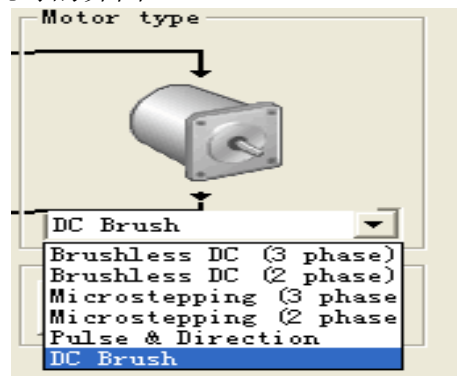 Motor type
DC Brush
Brushless DC (3 phase)
Brushless DC (2 phase)
Microstepping (3 phase
Microstepping (2 phase
Pulse & Direction
DC Brush